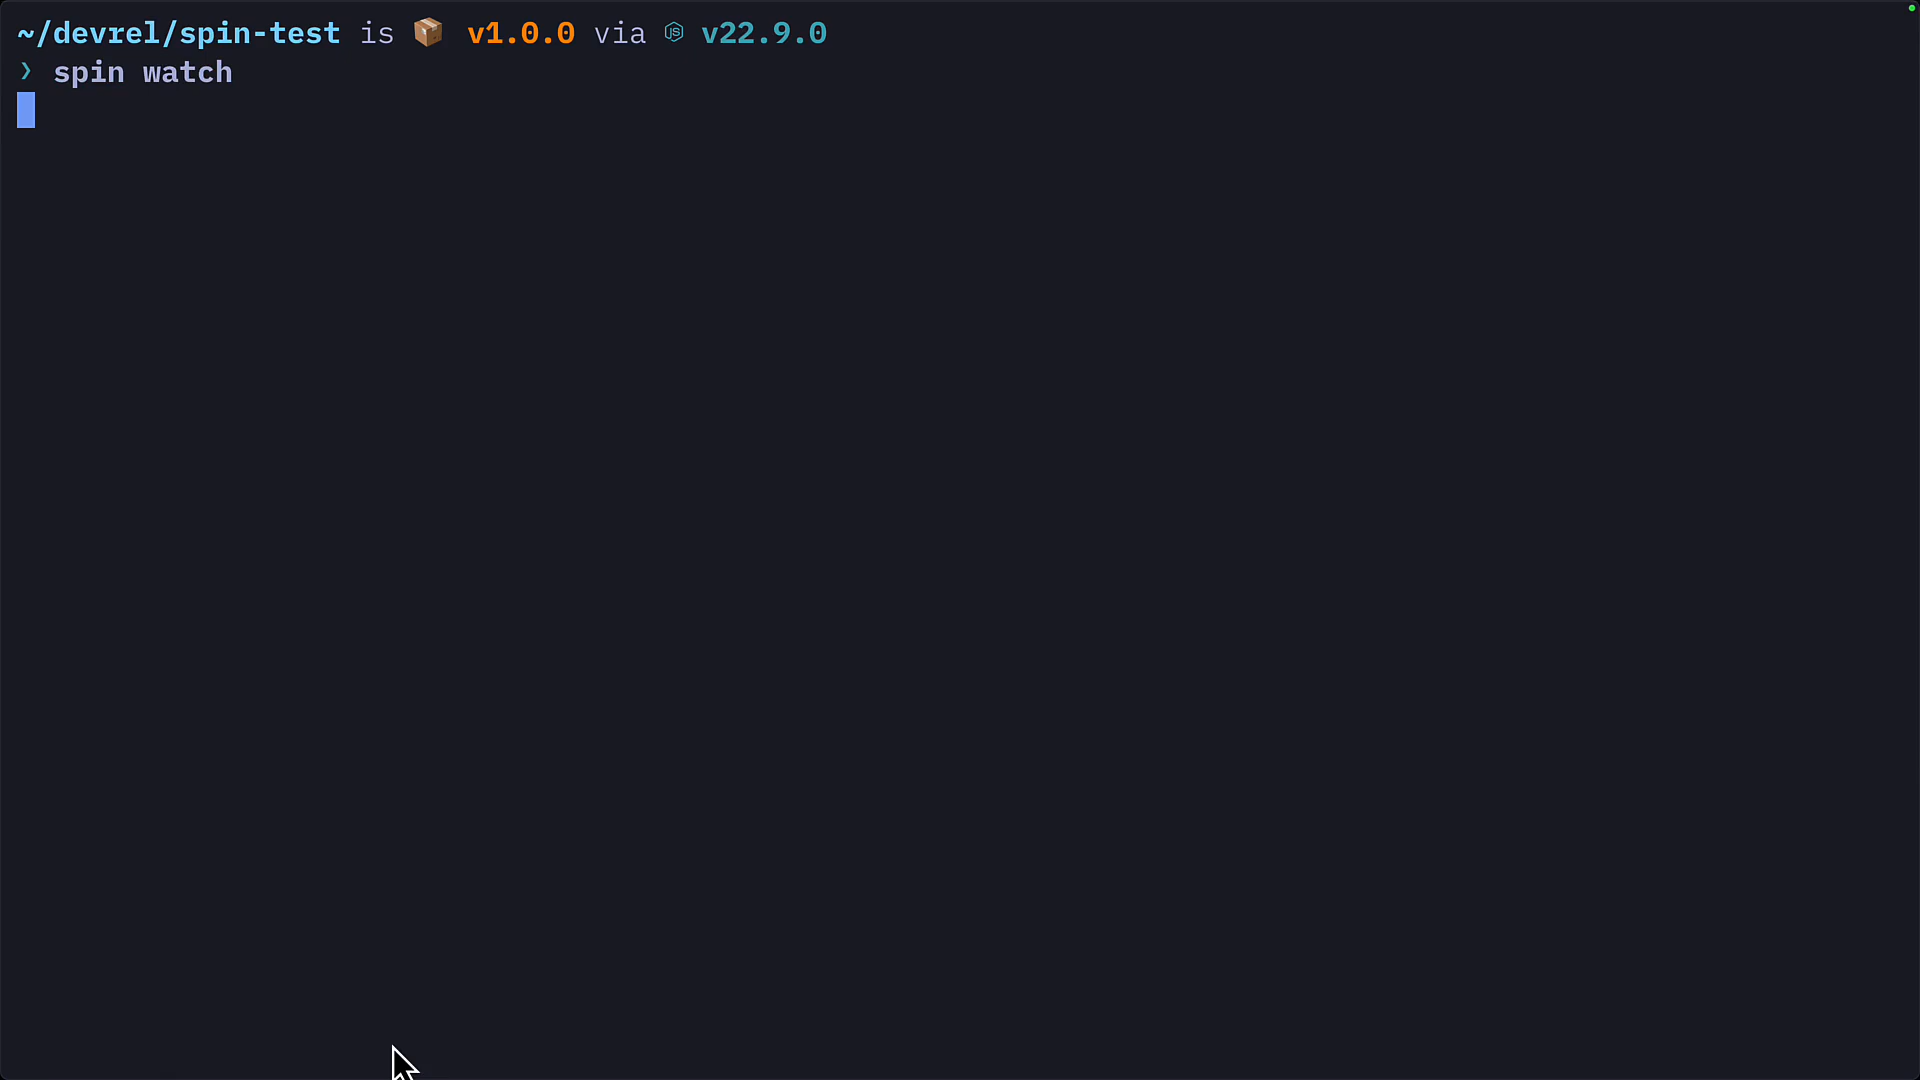 ~/devrel/spin-test is 📦 v1.0.0 via v22.9.0
❯ spin watch